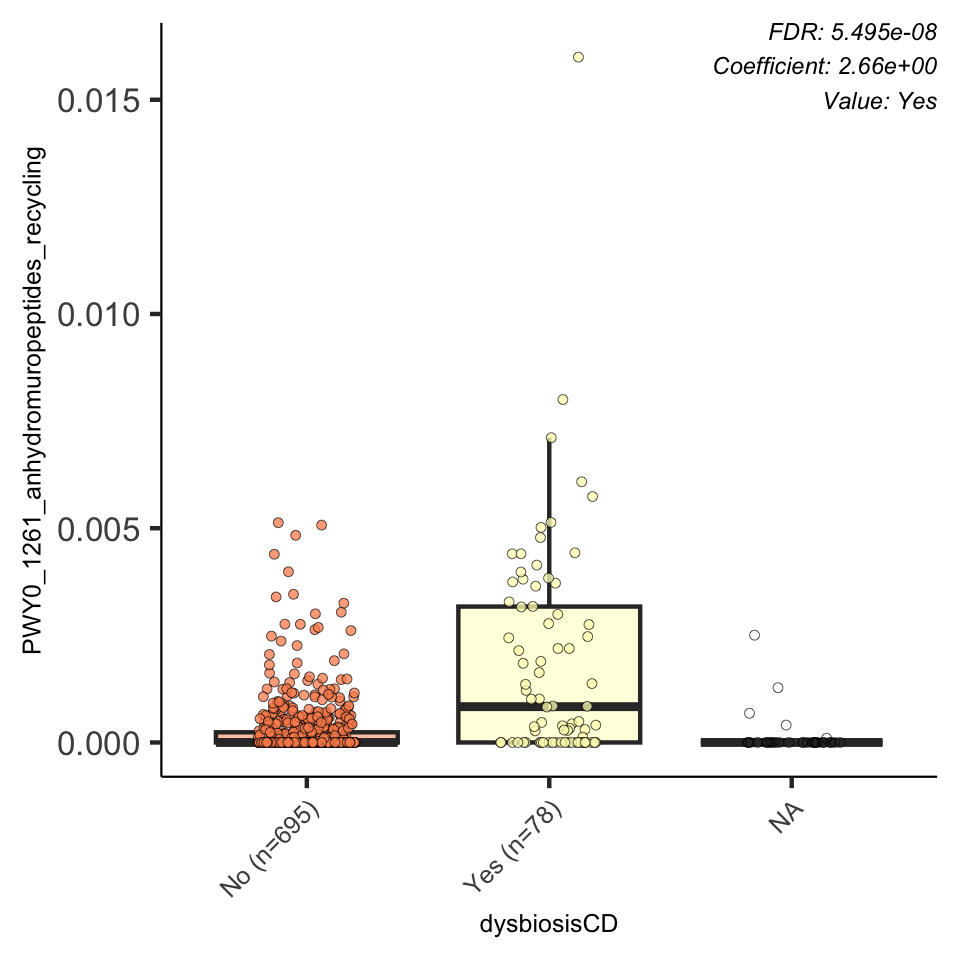 FDR: 5.495e-08
Coefficient: 2.66e+00
Value: Yes
PWY0_1261_anhydromuropeptides_recycling
0.015
0.010
0.005
0.000
No (n=695)
Yes (n=78)
NA
dysbiosisCD